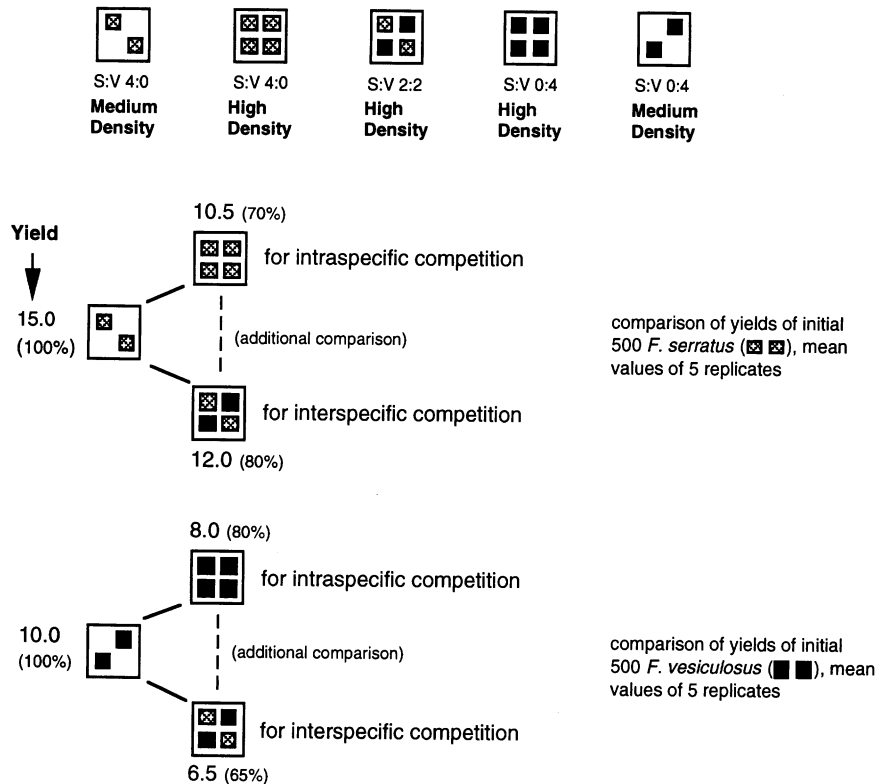 S:V 4:0
Medium
Density
S:V 4:0
High
Density
S:V 2:2
High
Density
S:V 0:4
High
Density
S:V 0:4
Medium
Density
Yield
10.5 (70%)
for intraspecific competition
15.0
(100%)
(additional comparison)
for interspecific competition
12.0 (80%)
comparison of yields of initial
500 F. serratus ( ), mean
values of 5 replicates
8.0 (80%)
for intraspecific competition
10.0
(100%)
(additional comparison)
for interspecific competition
6.5 (65%)
comparison of yields of initial
500 F. vesiculosus ( ), mean
values of 5 replicates